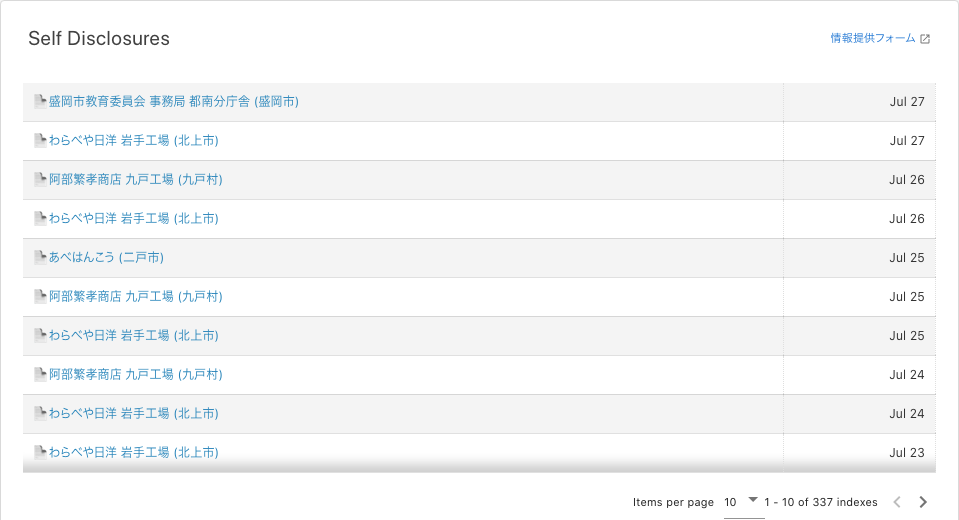 Self Disclosures
情報提供フォーム
盛岡市教育委員会 事務局 都南分庁舎 (盛岡市) Jul 27
わらべや日洋 岩手工場 (北上市) Jul 27
阿部繁孝商店 九戸工場 (九戸村) Jul 26
わらべや日洋 岩手工場 (北上市) Jul 26
あべはんこう (二戸市) Jul 25
阿部繁孝商店 九戸工場 (九戸村) Jul 25
わらべや日洋 岩手工場 (北上市) Jul 25
阿部繁孝商店 九戸工場 (九戸村) Jul 24
わらべや日洋 岩手工場 (北上市) Jul 24
わらべや日洋 岩手工場 (北上市) Jul 23
Items per page 10 1 - 10 of 337 indexes